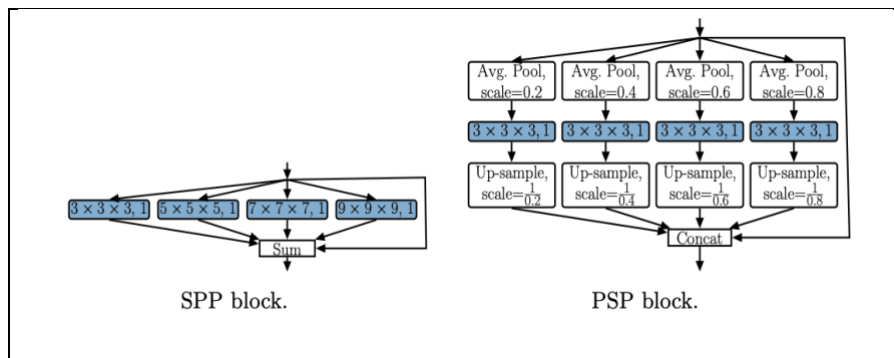 3 × 3 × 3, 1 5 × 5 × 5, 1 7 × 7 × 7, 1 9 × 9 × 9, 1
Sum
SPP block.
Avg. Pool, Avg. Pool, Avg. Pool, Avg. Pool,
scale=0.2 scale=0.4 scale=0.6 scale=0.8
3 × 3 × 3, 1 3 × 3 × 3, 1 3 × 3 × 3, 1 3 × 3 × 3, 1
Up-sample, Up-sample, Up-sample, Up-sample,
scale=1/0.2 scale=1/0.4 scale=1/0.6 scale=1/0.8
Concat
PSP block.